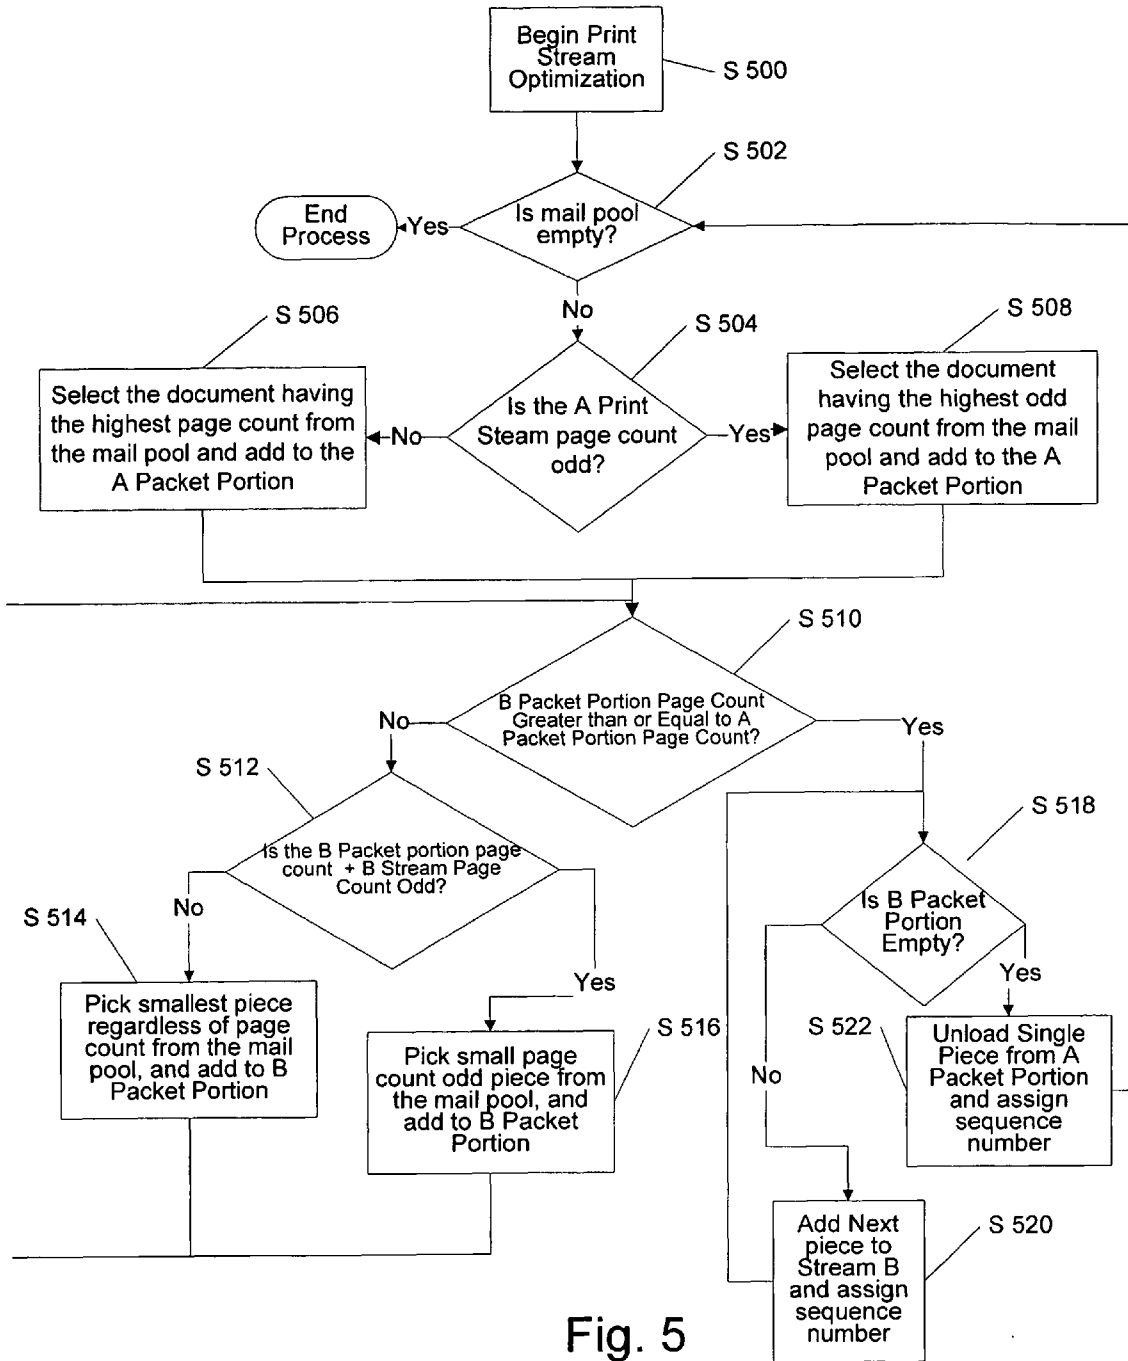 Begin Print
Stream
Optimization
S 500
S 502
Is mail pool
empty?
Yes
End
Process
No
S 504
S 506
S 508
Select the document having
the highest page count from
the mail pool and add to the
A Packet Portion
No
Is the A Print
Steam page count
odd?
Yes
Select the document
having the highest odd
page count from the mail
pool and add to the A
Packet Portion
S 510
B Packet Portion Page Count
Greater than or Equal to A
Packet Portion Page Count?
No
Yes
S 512
Is the B Packet portion page
count + B Stream Page
Count Odd?
S 518
Is B Packet
Portion
Empty?
No
S 514
Yes
Yes
Pick smallest piece
regardless of page
count from the mail
pool, and add to B
Packet Portion
S 516
Pick small page
count odd piece from
the mail pool, and
add to B Packet
Portion
S 522
Unload Single
Piece from A
Packet Portion
and assign
sequence
number
No
Add Next
piece to
Stream B
and assign
sequence
number
S 520
Fig. 5